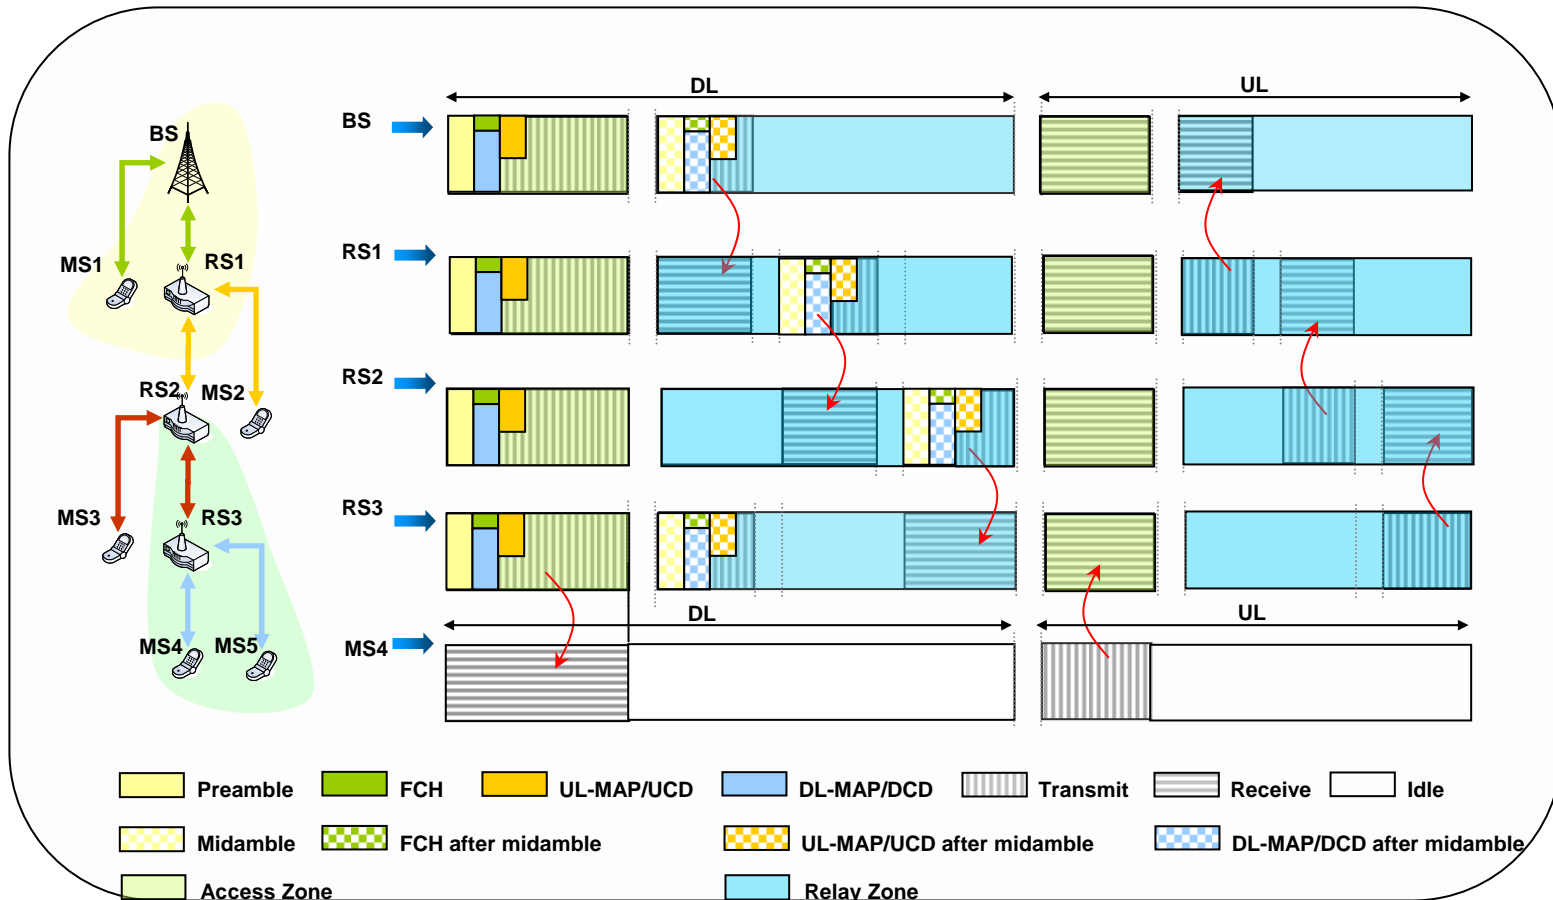 DL
UL
BS
BS
RS1
MS1
RS1
RS2
RS2
MS2
MS3
RS3
RS3
DL
UL
MS4
MS5
MS4
Preamble
FCH
UL-MAP/UCD
DL-MAP/DCD
Transmit
Receive
Idle
Midamble
FCH after midamble
UL-MAP/UCD after midamble
DL-MAP/DCD after midamble
Access Zone
Relay Zone